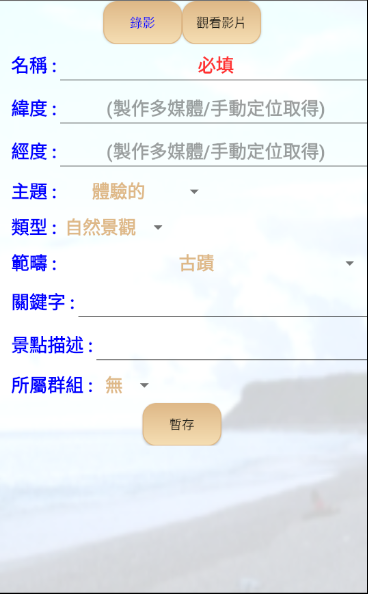 錄影 觀看影片
名稱 : 必填
緯度 : (製作多媒體/手動定位取得)
經度 : (製作多媒體/手動定位取得)
主題 : 體驗的
類型 : 自然景觀
範疇 : 古蹟
關鍵字 :
景點描述 :
所屬群組 : 無
暫存